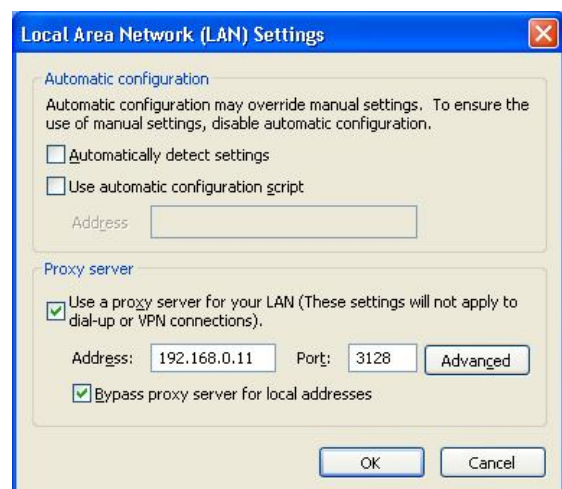 Local Area Network (LAN) Settings
Automatic configuration
Automatic configuration may override manual settings. To ensure the
use of manual settings, disable automatic configuration.
Automatically detect settings
Use automatic configuration script
Address
Proxy server
Use a proxy server for your LAN (These settings will not apply to
dial-up or VPN connections).
Address: 192.168.0.11 Port: 3128 Advanced
Bypass proxy server for local addresses
OK Cancel